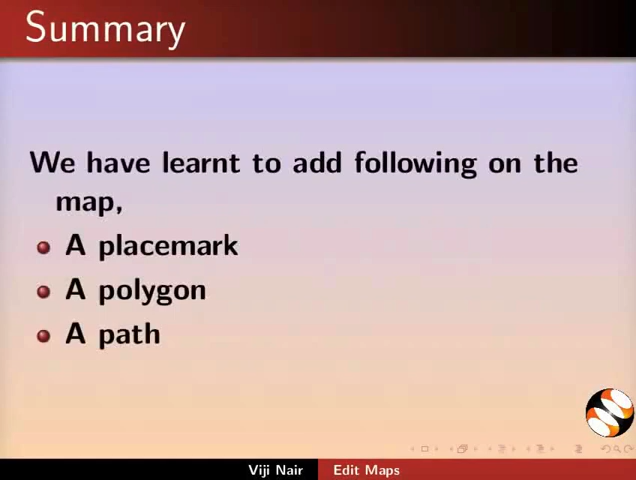 Summary
We have learnt to add following on the
map,
A placemark
A polygon
A path
Viji Nair
Edit Maps